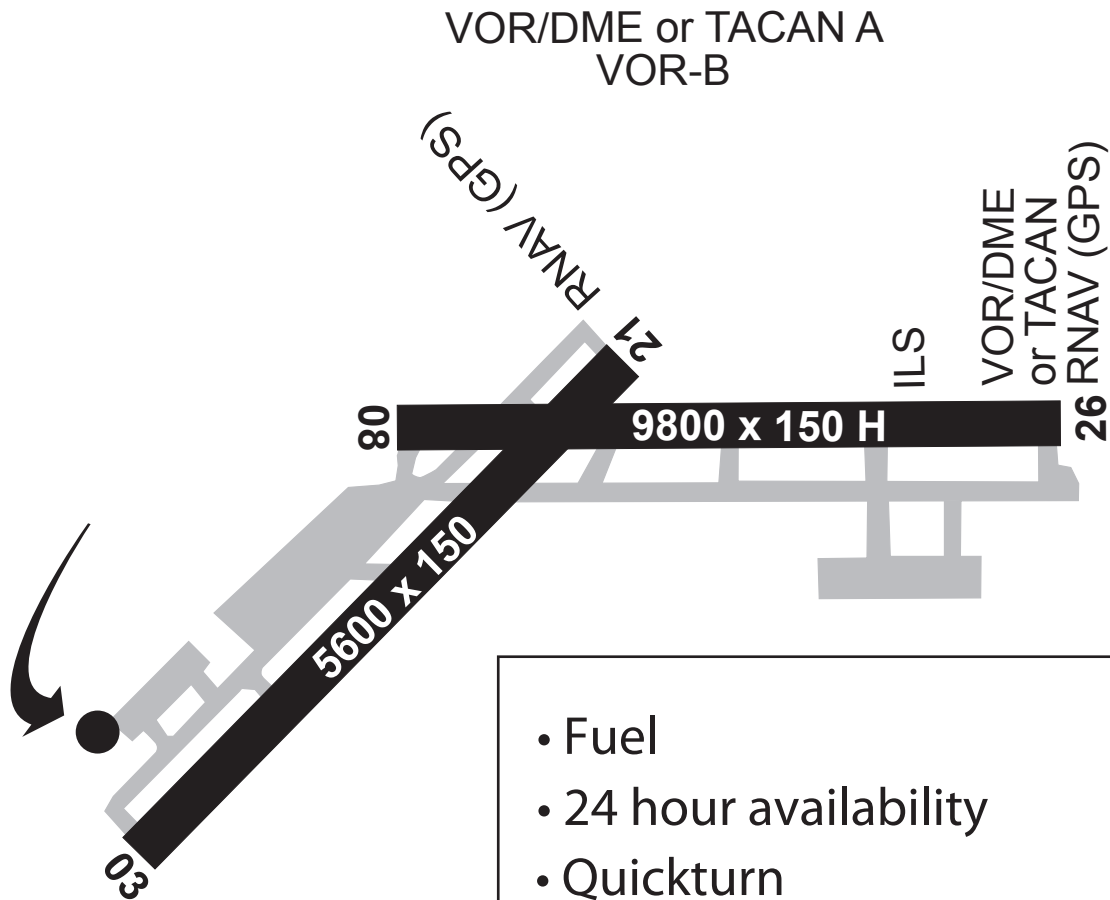 VOR/DME or TACAN A
VOR-B
RNAV (GPS)
21
ILS
VOR/DME
or TACAN
RNAV (GPS)
08
9800 x 150 H
26
5600 x 150
03
• Fuel
• 24 hour availability
• Quickturn